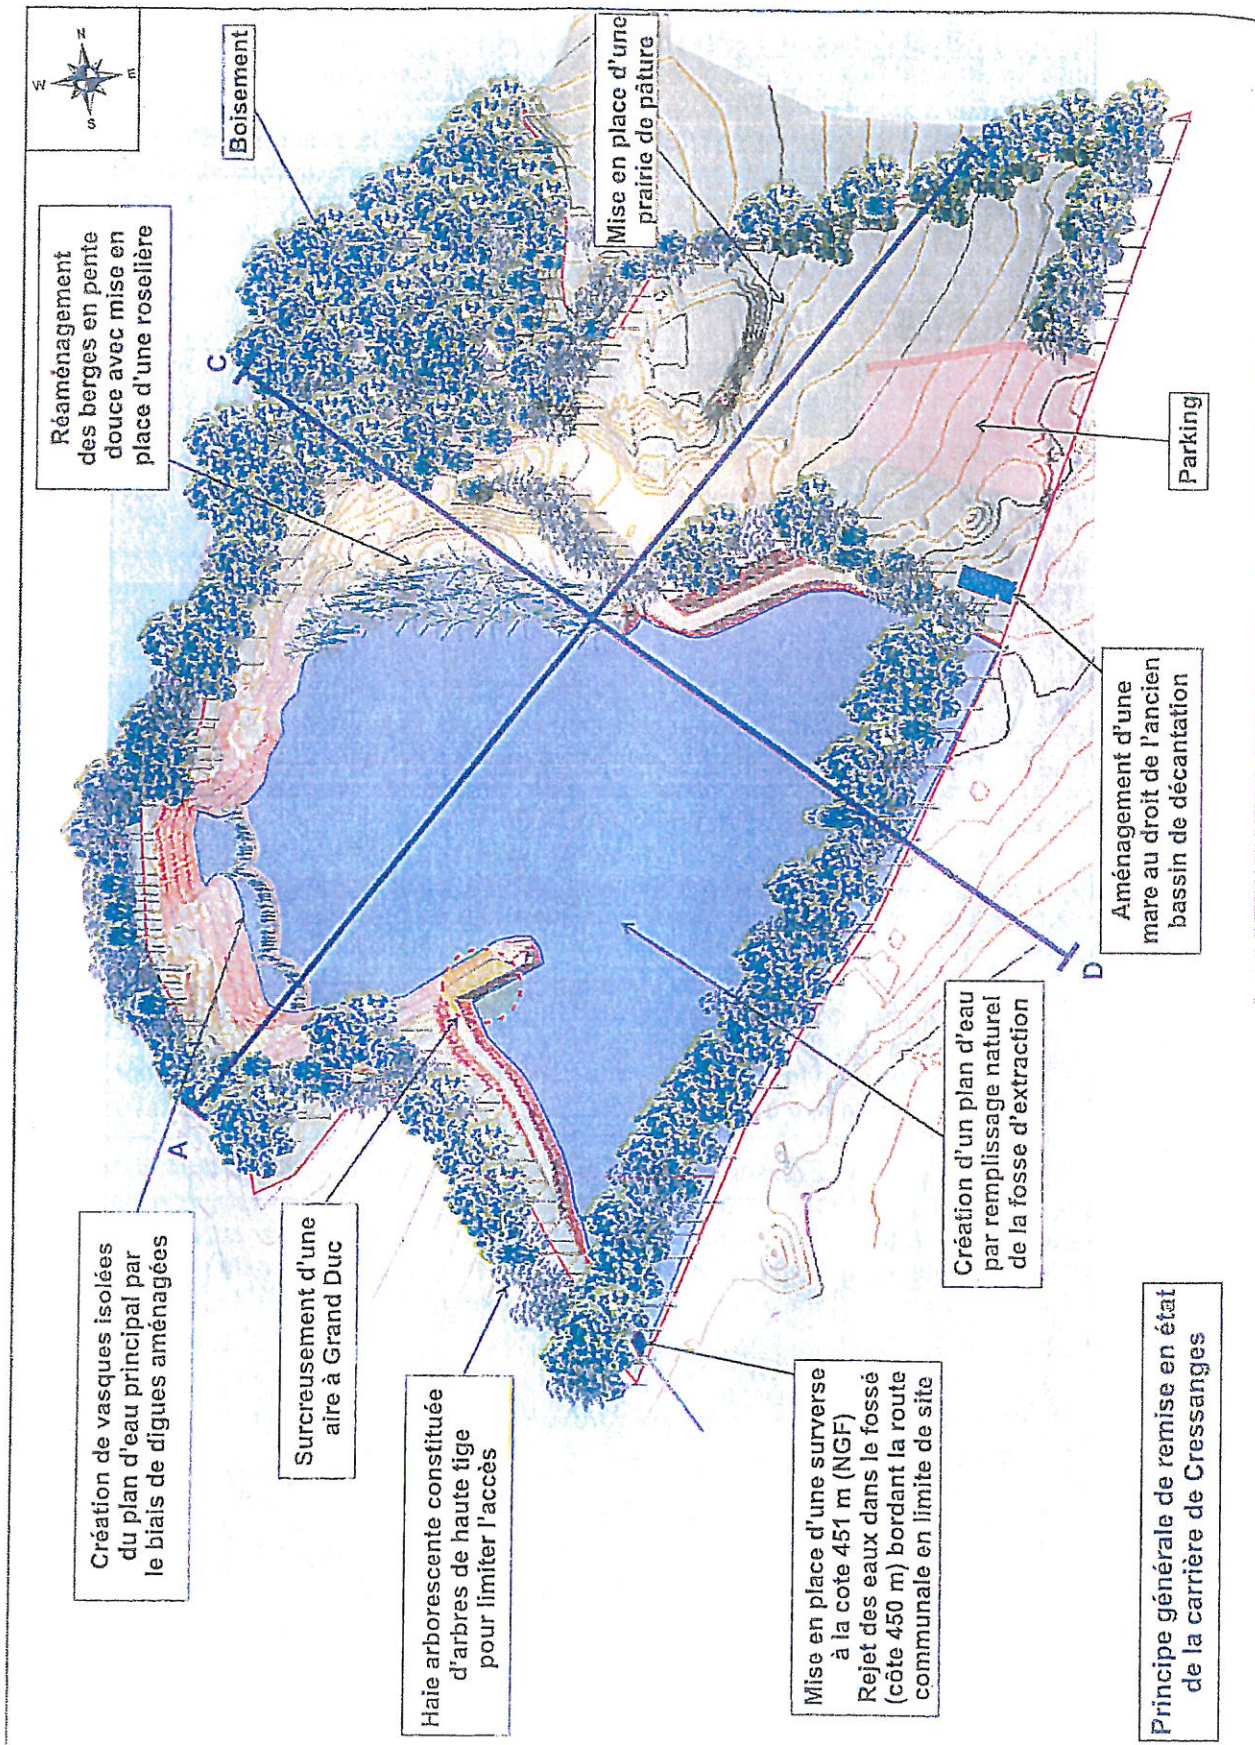 Création de vasques isolées
du plan d'eau principal par
le biais de digues aménagées
Réaménagement
des berges en pente
douce avec mise en
place d'une roselière
Boisement
W
N
S
E
A
C
Surcreusement d'une
aire à Grand Duc
Haie arborescente constituée
d'arbres de haute tige
pour limiter l'accès
Mise en place d'une
prairie de pâture
Mise en place d'une surverse
à la cote 451 m (NGF)
Rejet des eaux dans le fossé
(côte 450 m) bordant la route
communale en limite de site
Création d'un plan d'eau
par remplissage naturel
de la fosse d'extraction
D
Aménagement d'une
mare au droit de l'ancien
bassin de décantation
Parking
Principe générale de remise en état
de la carrière de Cressanges